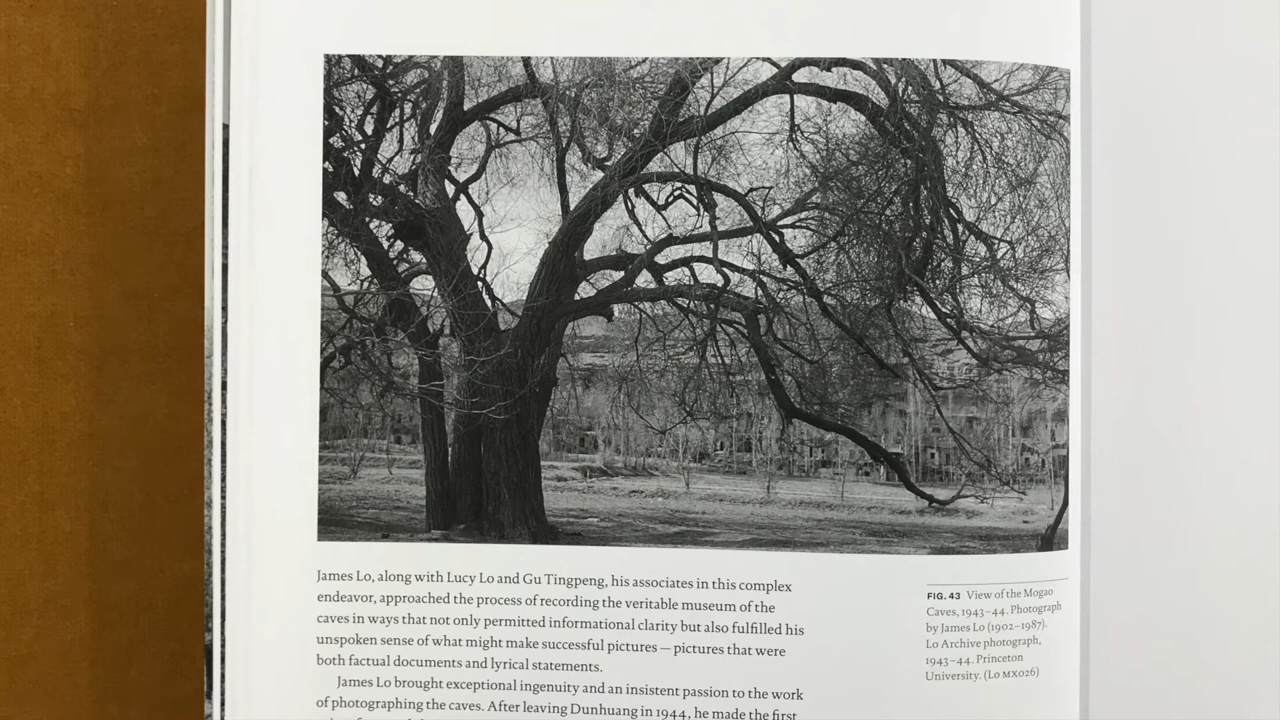 James Lo, along with Lucy Lo and Gu Tingpeng, his associates in this complex
endeavor, approached the process of recording the veritable museum of the
caves in ways that not only permitted informational clarity but also fulfilled his
unspoken sense of what might make successful pictures — pictures that were
both factual documents and lyrical statements.
James Lo brought exceptional ingenuity and an insistent passion to the work
of photographing the caves. After leaving Dunhuang in 1944, he made the first
FIG. 43 View of the Mogao
Caves, 1943–44. Photograph
by James Lo (1902–1987).
Lo Archive photograph,
1943–44. Princeton
University. (Lo MX026)